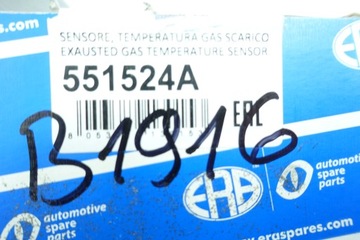 SENSORE, TEMPERATURA GAS SCARICO
EXAUSTED GAS TEMPERATURE SENSOR
551524A
spares.com
EAC
B1916
ERA
automotive
spare
parts
automotive
spare
parts
w.eraspares.com